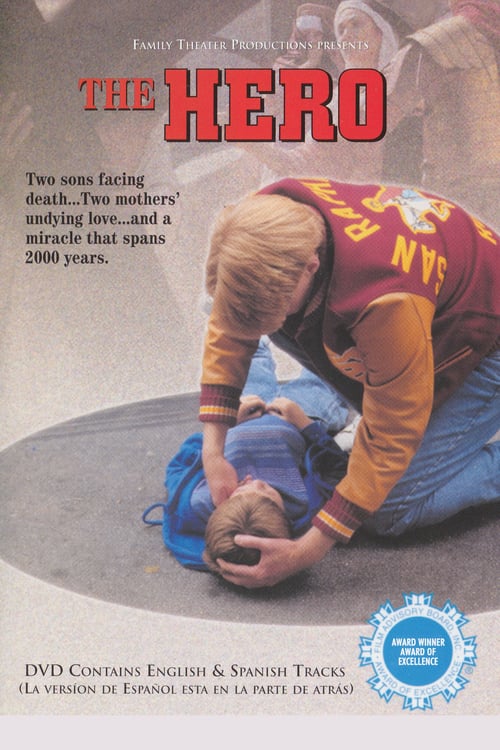 FAMILY THEATER PRODUCTIONS PRESENTS
THE HERO
Two sons facing
death...Two mothers'
undying love...and a
miracle that spans
2000 years.
SAN RAM
FILM ADVISORY BOARD, INC.
AWARD WINNER
AWARD OF
EXCELLENCE
AWARD OF EXCELLENCE
DVD CONTAINS ENGLISH & SPANISH TRACKS
(LA VERSÍON DE ESPAÑOL ESTA EN LA PARTE DE ATRÁS)